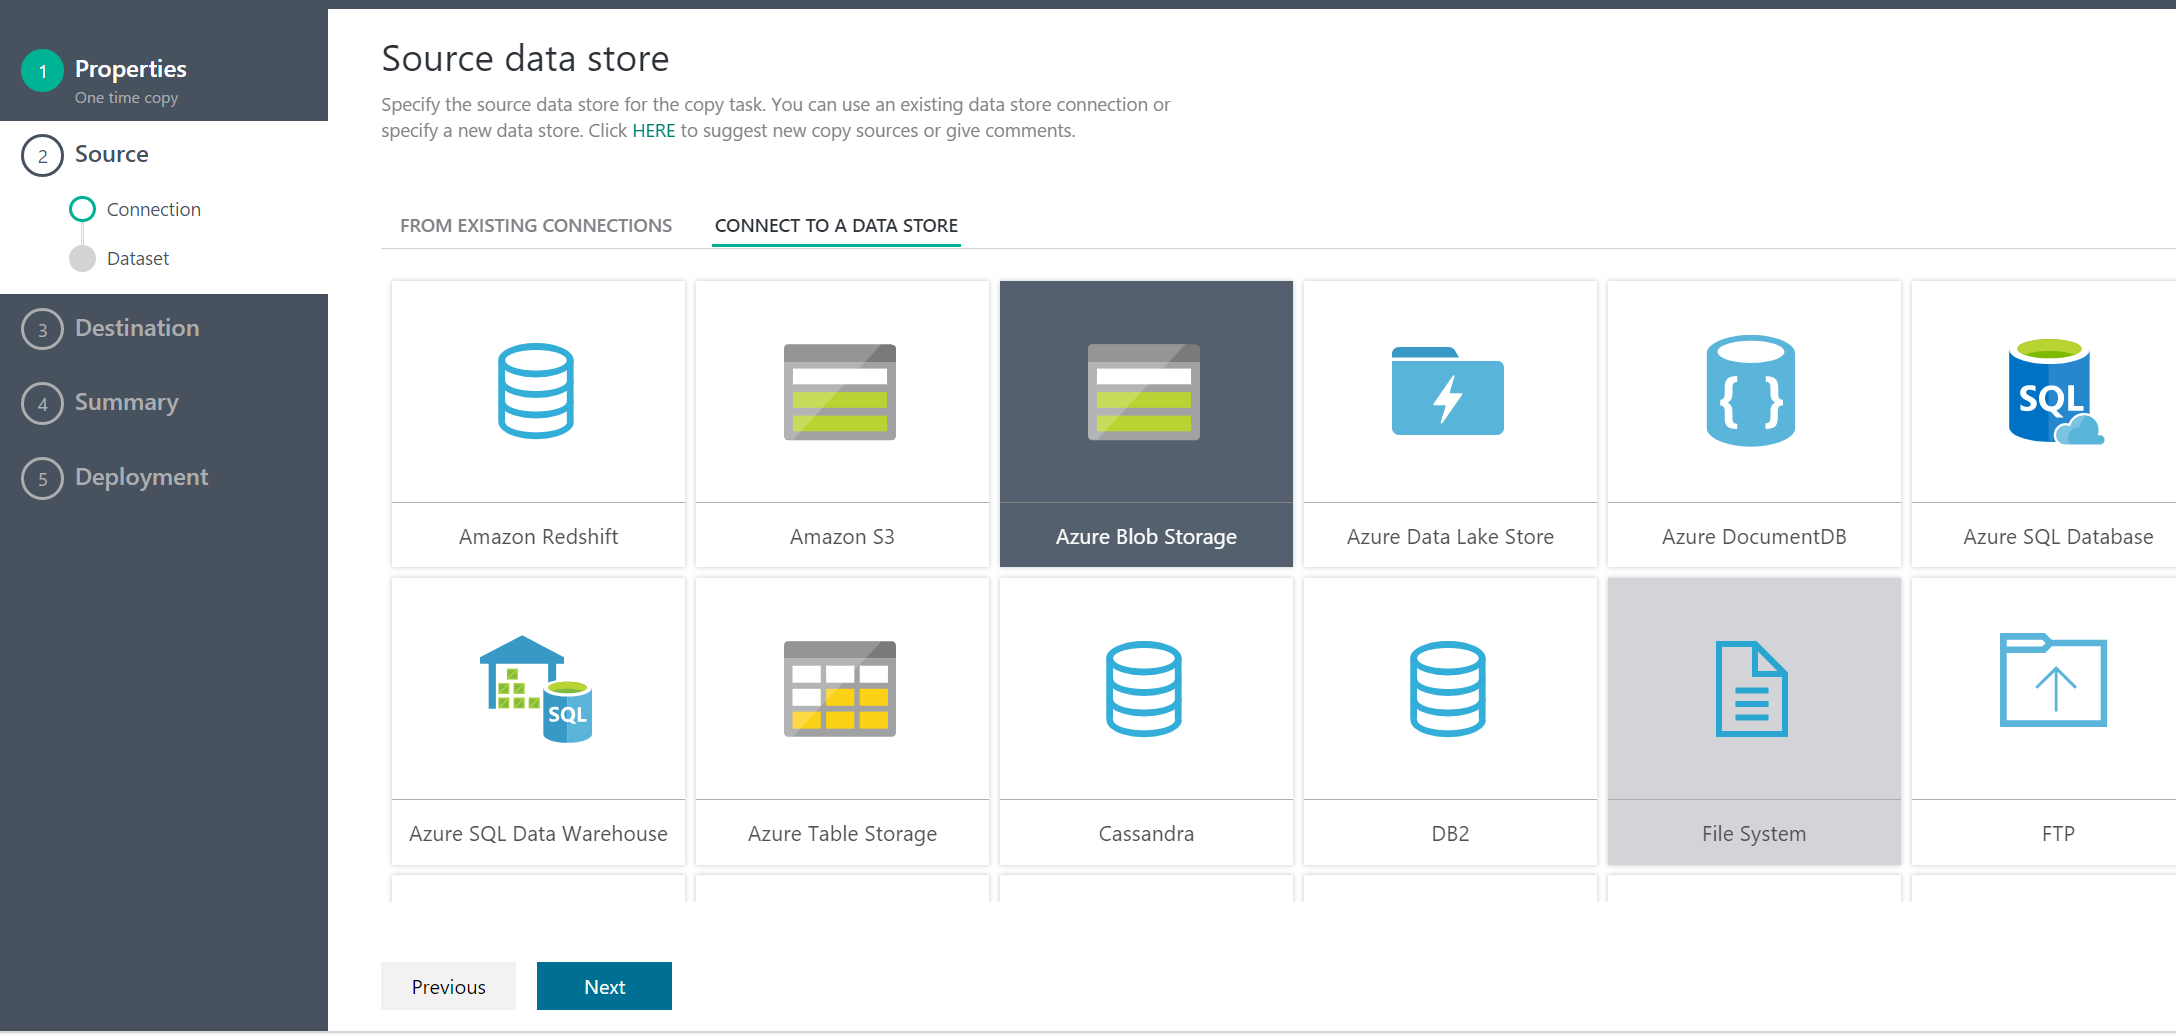 1 Properties
One time copy
2 Source
Connection
Dataset
3 Destination
4 Summary
5 Deployment
Source data store
Specify the source data store for the copy task. You can use an existing data store connection or
specify a new data store. Click HERE to suggest new copy sources or give comments.
FROM EXISTING CONNECTIONS CONNECT TO A DATA STORE
{ } SQL
Amazon Redshift Amazon S3 Azure Blob Storage Azure Data Lake Store Azure DocumentDB Azure SQL Database
SQL
Azure SQL Data Warehouse Azure Table Storage Cassandra DB2 File System FTP
Previous Next